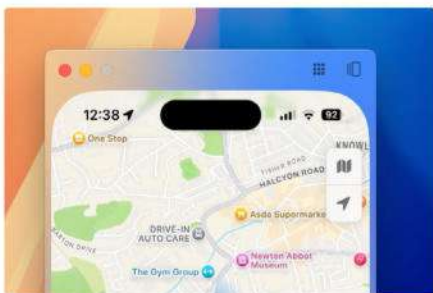 12:38
92
One Stop
KNOWL
FISHER ROAD
HALCYON ROAD
Asda Supermarke
DRIVE-IN
AUTO CARE
BARTON DRIVE
Newton Abbot
Museum
The Gym Group